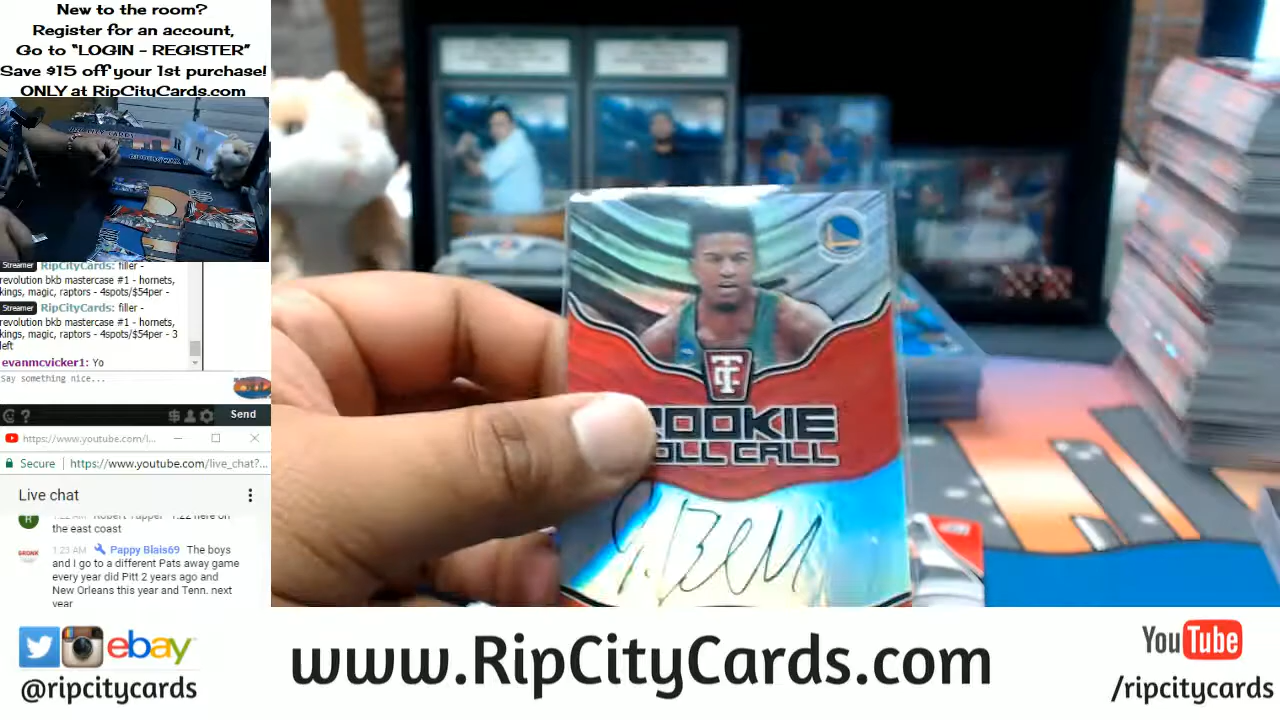 New to the room?
Register for an account,
Go to "LOGIN - REGISTER"
Save $15 off your 1st purchase!
ONLY at RipCityCards.com
Streamer RipCityCards: filler -
revolution bkb mastercase #1 - hornets,
kings, magic, raptors - 4spots/$54per -
Streamer RipCityCards: filler -
revolution bkb mastercase #1 - hornets,
kings, magic, raptors - 4spots/$54per - 3
left
evanmcvicker1: Yo
Say something nice...
Send
https://www.youtube.com/l...
Secure https://www.youtube.com/live_chat?...
Live chat
R Robert Tupper 1:22 here on
the east coast
1:23 AM Pappy Blais69 The boys
and I go to a different Pats away game
every year did Pitt 2 years ago and
New Orleans this year and Tenn. next
year
ROOKIE
ROLL CALL
ebay
@ripcitycards
www.RipCityCards.com
YouTube
/ripcitycards